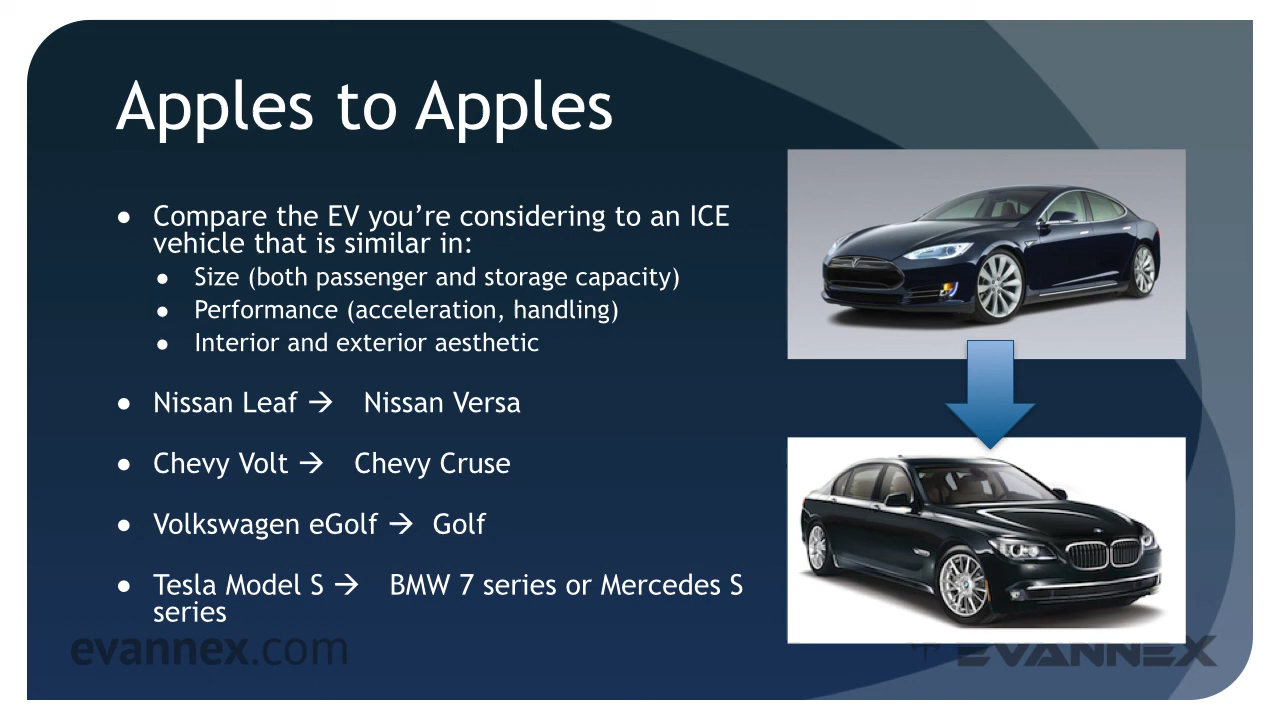 Apples to Apples
● Compare the EV you’re considering to an ICE
vehicle that is similar in:
● Size (both passenger and storage capacity)
● Performance (acceleration, handling)
● Interior and exterior aesthetic
● Nissan Leaf → Nissan Versa
● Chevy Volt → Chevy Cruse
● Volkswagen eGolf → Golf
● Tesla Model S → BMW 7 series or Mercedes S
series
evannex.com
EVANNEX